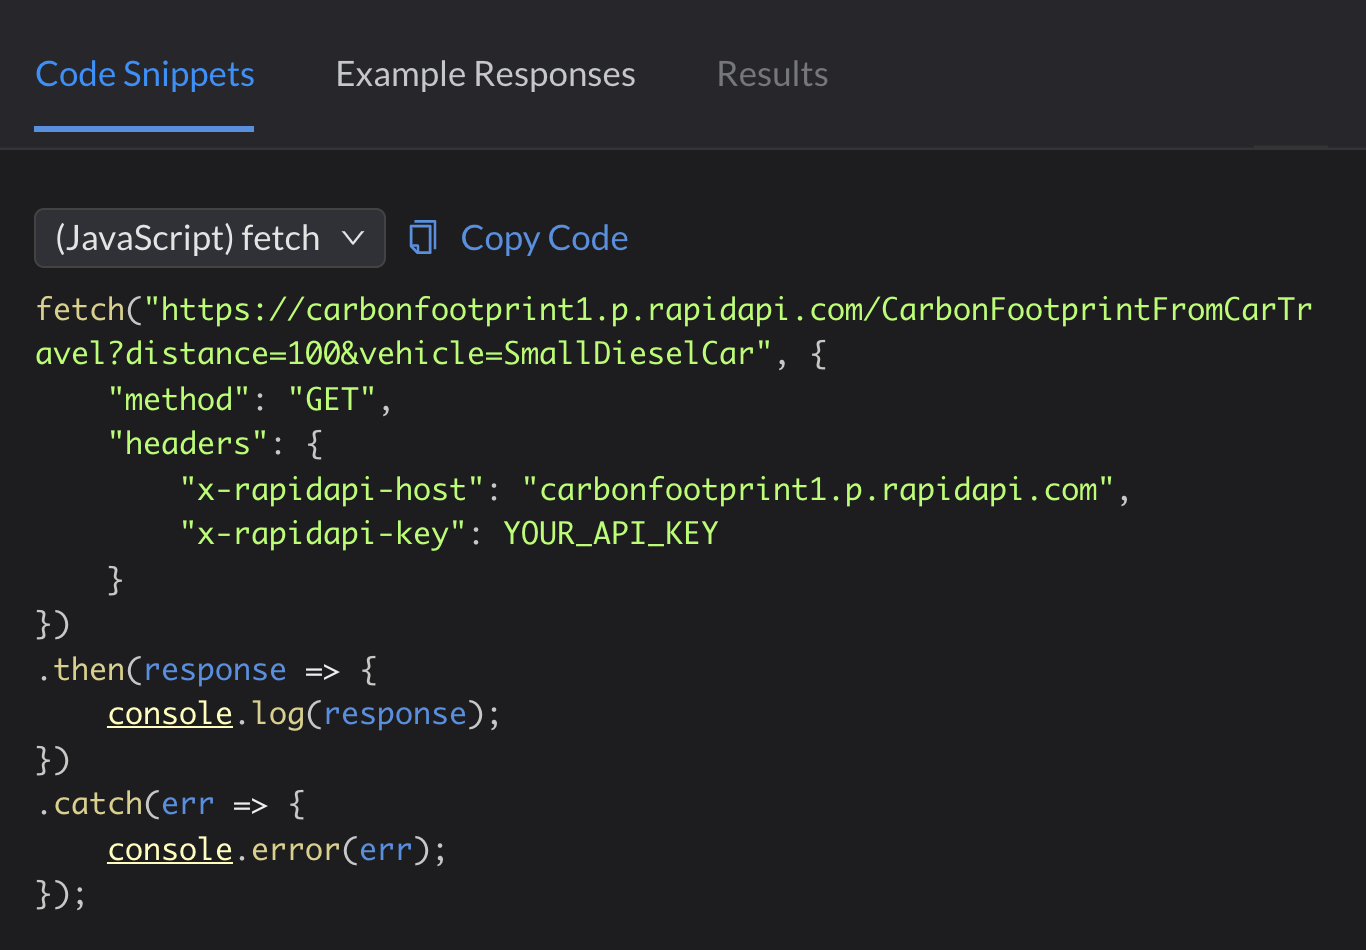 Code Snippets Example Responses Results
(JavaScript) fetch Copy Code
fetch("https://carbonfootprint1.p.rapidapi.com/CarbonFootprintFromCarTr
avel?distance=100&vehicle=SmallDieselCar", {
    "method": "GET",
    "headers": {
        "x-rapidapi-host": "carbonfootprint1.p.rapidapi.com",
        "x-rapidapi-key": YOUR_API_KEY
    }
})
.then(response => {
    console.log(response);
})
.catch(err => {
    console.error(err);
});